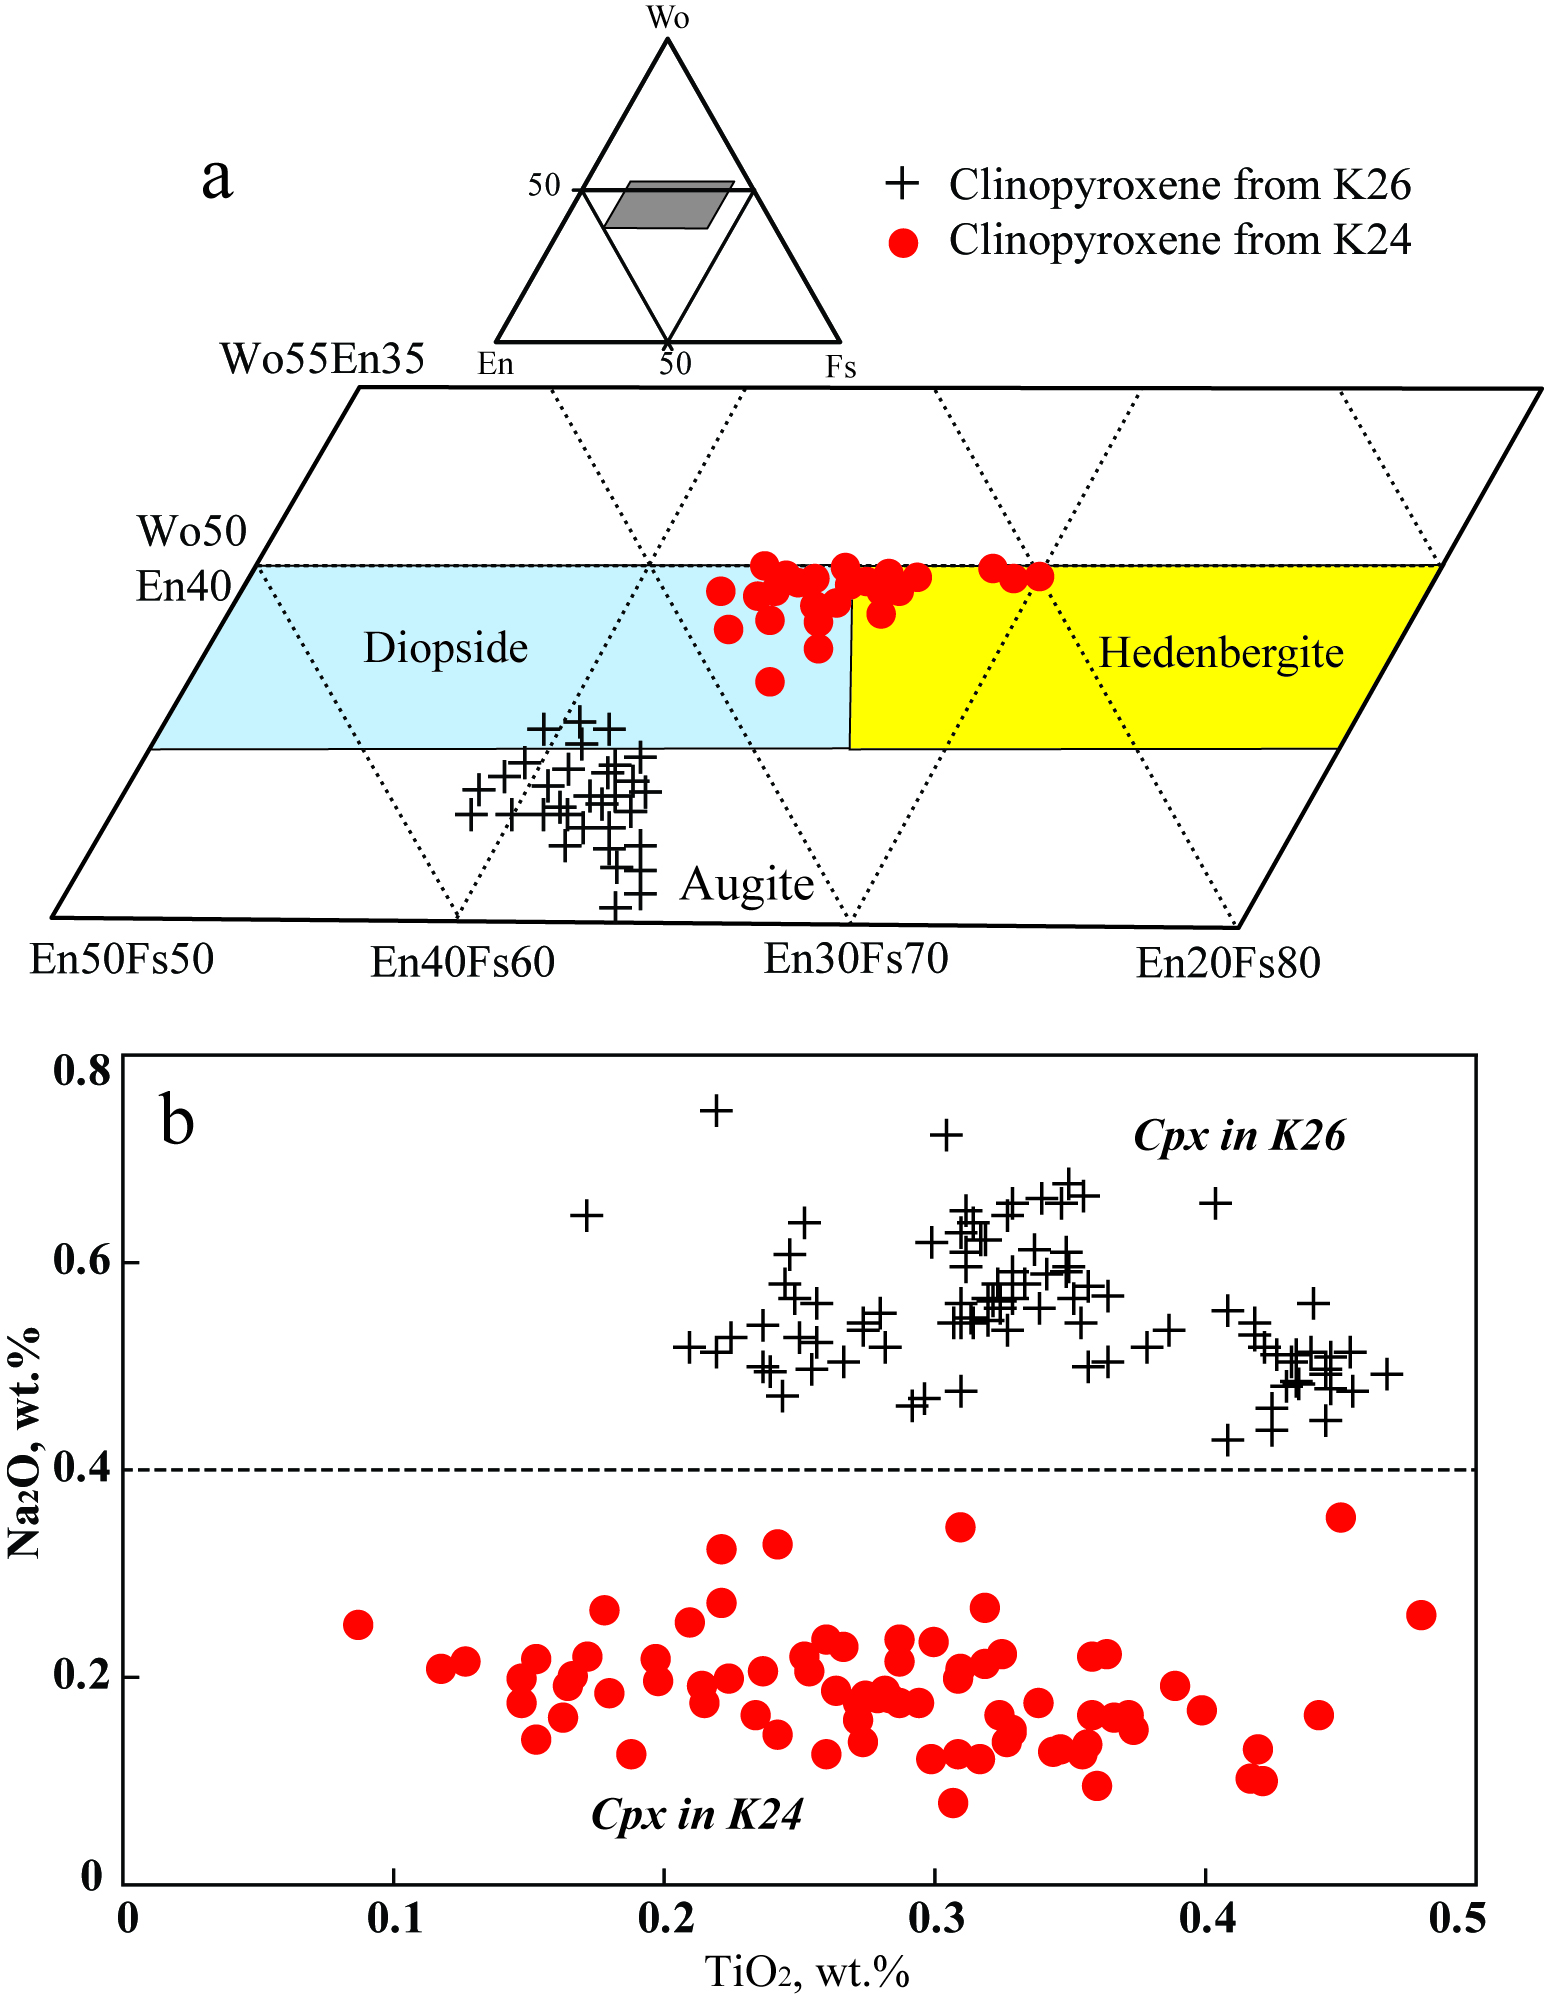 Wo
a
50
Clinopyroxene from K26
Clinopyroxene from K24
En
50
Fs
Wo55En35
Wo50
En40
Diopside
Hedenbergite
Augite
En50Fs50
En40Fs60
En30Fs70
En20Fs80
0.8
b
Cpx in K26
0.6
Na2O, wt.%
0.4
0.2
Cpx in K24
0
0
0.1
0.2
0.3
0.4
0.5
TiO2, wt.%